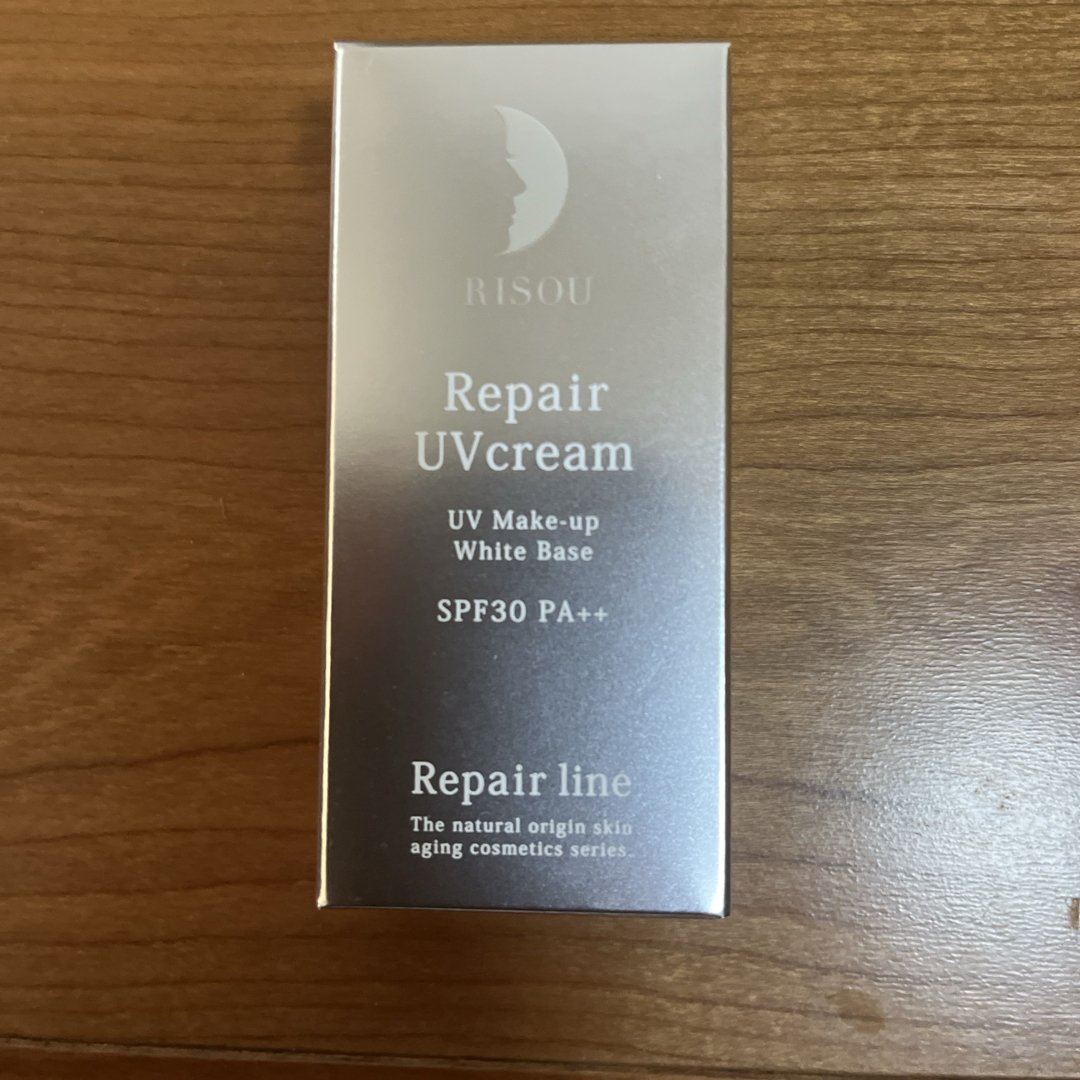 RISOU
Repair
UVcream
UV Make-up
White Base
SPF30 PA++
Repair line
The natural origin skin
aging cosmetics series.